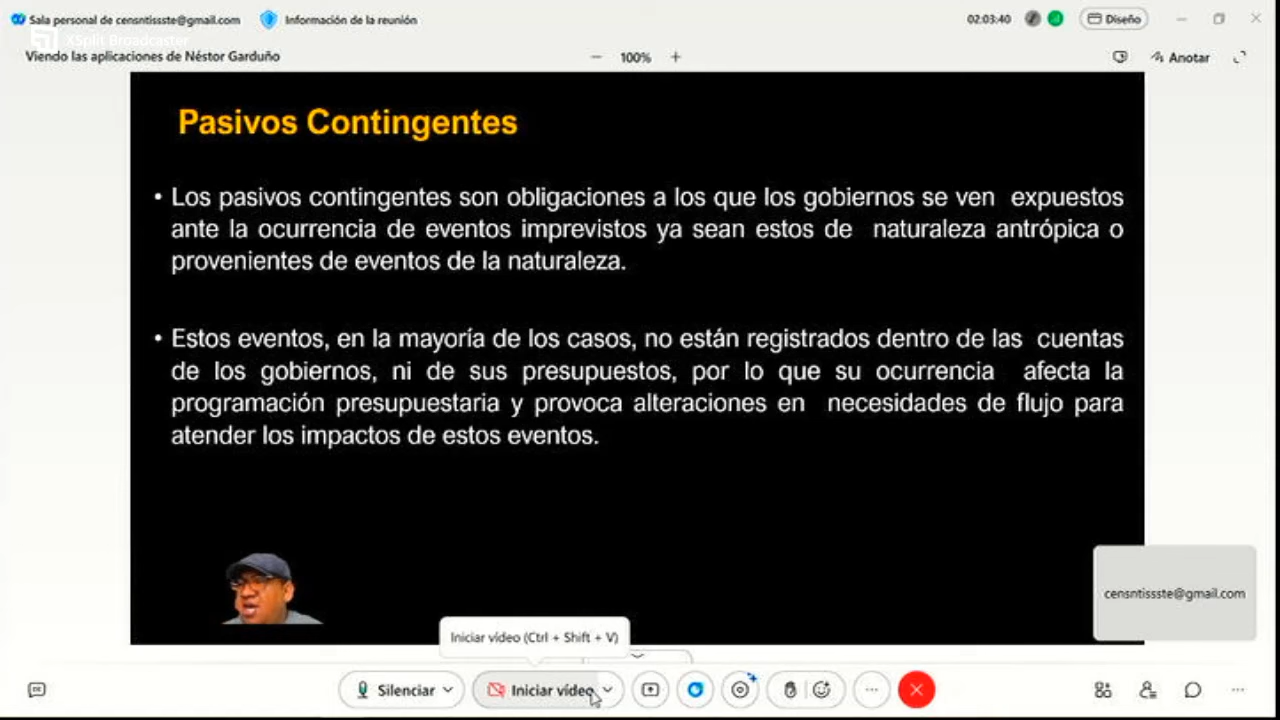 Sala personal de censntissste@gmail.com
Información de la reunión
02:03:40
Diseño
XSplit Broadcaster
Viendo las aplicaciones de Néstor Garduño
100%
Anotar
Pasivos Contingentes
• Los pasivos contingentes son obligaciones a los que los gobiernos se ven expuestos
ante la ocurrencia de eventos imprevistos ya sean estos de naturaleza antrópica o
provenientes de eventos de la naturaleza.
• Estos eventos, en la mayoría de los casos, no están registrados dentro de las cuentas
de los gobiernos, ni de sus presupuestos, por lo que su ocurrencia afecta la
programación presupuestaria y provoca alteraciones en necesidades de flujo para
atender los impactos de estos eventos.
censntissste@gmail.com
Iniciar vídeo (Ctrl + Shift + V)
Silenciar
Iniciar vídeo